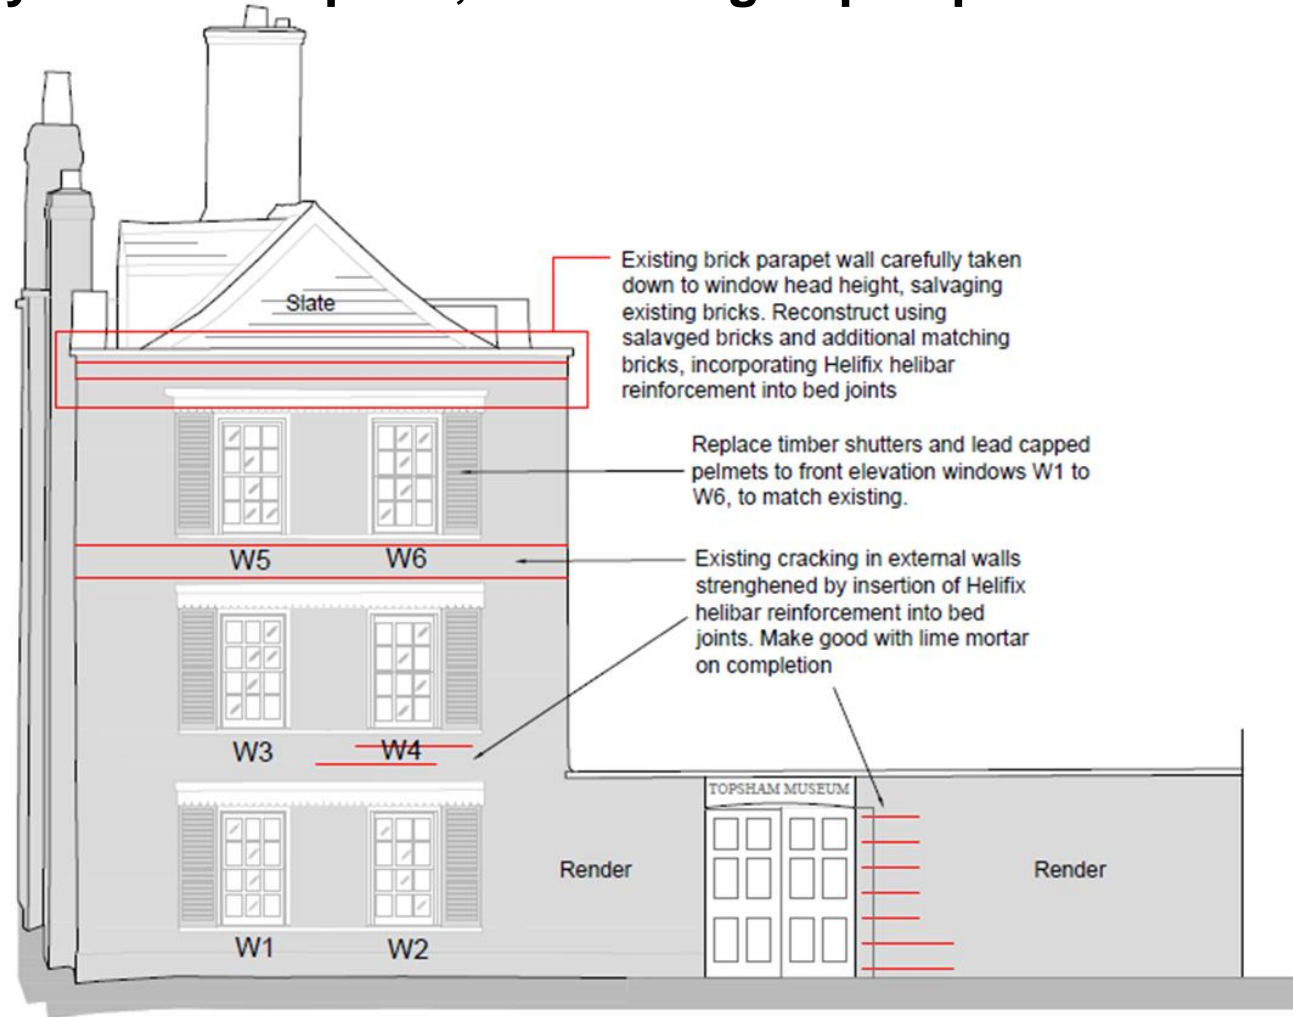 Slate
Existing brick parapet wall carefully taken
down to window head height, salvaging
existing bricks. Reconstruct using
salavged bricks and additional matching
bricks, incorporating Helifix helibar
reinforcement into bed joints
Replace timber shutters and lead capped
pelmets to front elevation windows W1 to
W6, to match existing.
W5 W6
Existing cracking in external walls
strenghened by insertion of Helifix
helibar reinforcement into bed
joints. Make good with lime mortar
on completion
W3 W4
TOPSHAM MUSEUM
Render Render
W1 W2